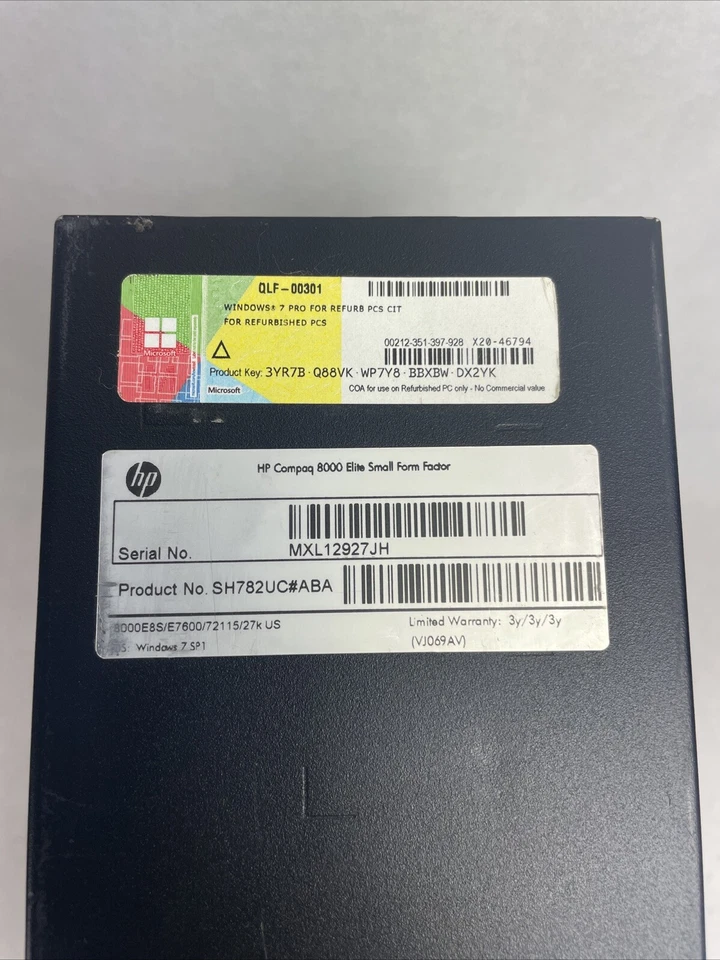 QLF-00301
WINDOWS® 7 PRO FOR REFURB PCS CIT
FOR REFURBISHED PCS
00212-351-397-928 X20-46794
Product Key: 3YR7B-Q88VK-WP7Y8-BBXBW-DX2YK
COA for use on Refurbished PC only - No Commercial value
Microsoft
Microsoft
hp
HP Compaq 8000 Elite Small Form Factor
Serial No. MXL12927JH
Product No. SH782UC#ABA
8000E8S/E7600/72115/27k US
Limited Warranty: 3y/3y/3y
(VJ069AV)
Windows 7 SP1